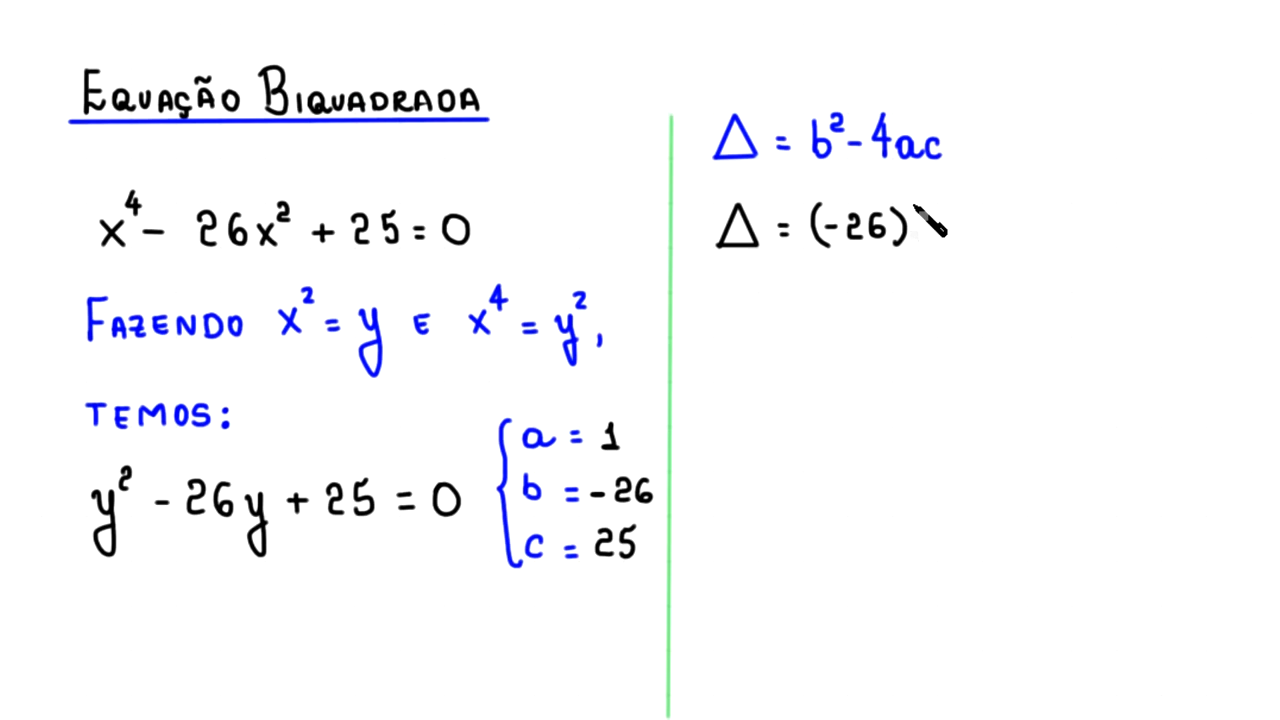 EQUAÇÃO BIQUADRADA
x⁴ - 26x² + 25 = 0
FAZENDO x² = y E x⁴ = y²,
TEMOS:
y² - 26y + 25 = 0
a = 1
b = -26
c = 25
Δ = b² - 4ac
Δ = (-26)